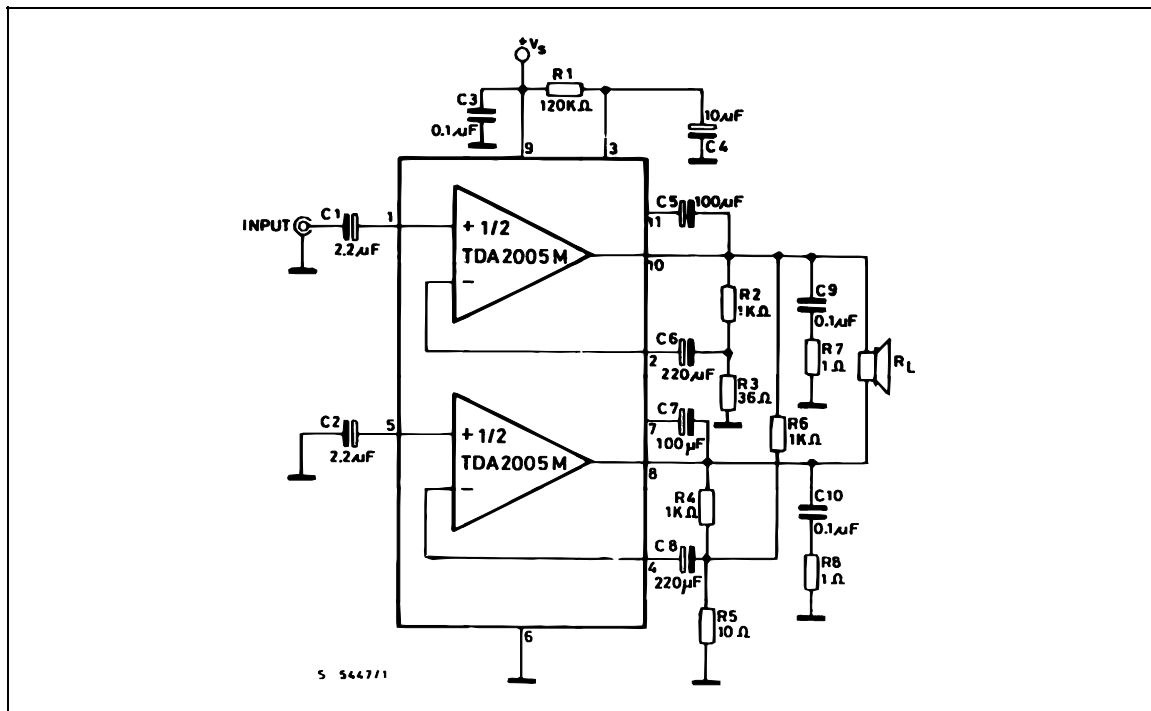 +Vs
R1
120KΩ
C3
0.1µF
10µF
C4
9
3
INPUT
C1
2.2µF
1
+ 1/2
TDA2005M
−
C5
100µF
11
10
R2
1KΩ
C6
220µF
2
R3
36Ω
C9
0.1µF
R7
1Ω
RL
C2
2.2µF
5
+ 1/2
TDA2005M
−
C7
100µF
7
8
R6
1KΩ
R4
1KΩ
C8
220µF
4
R5
10Ω
C10
0.1µF
R8
1Ω
6
S 5447/1